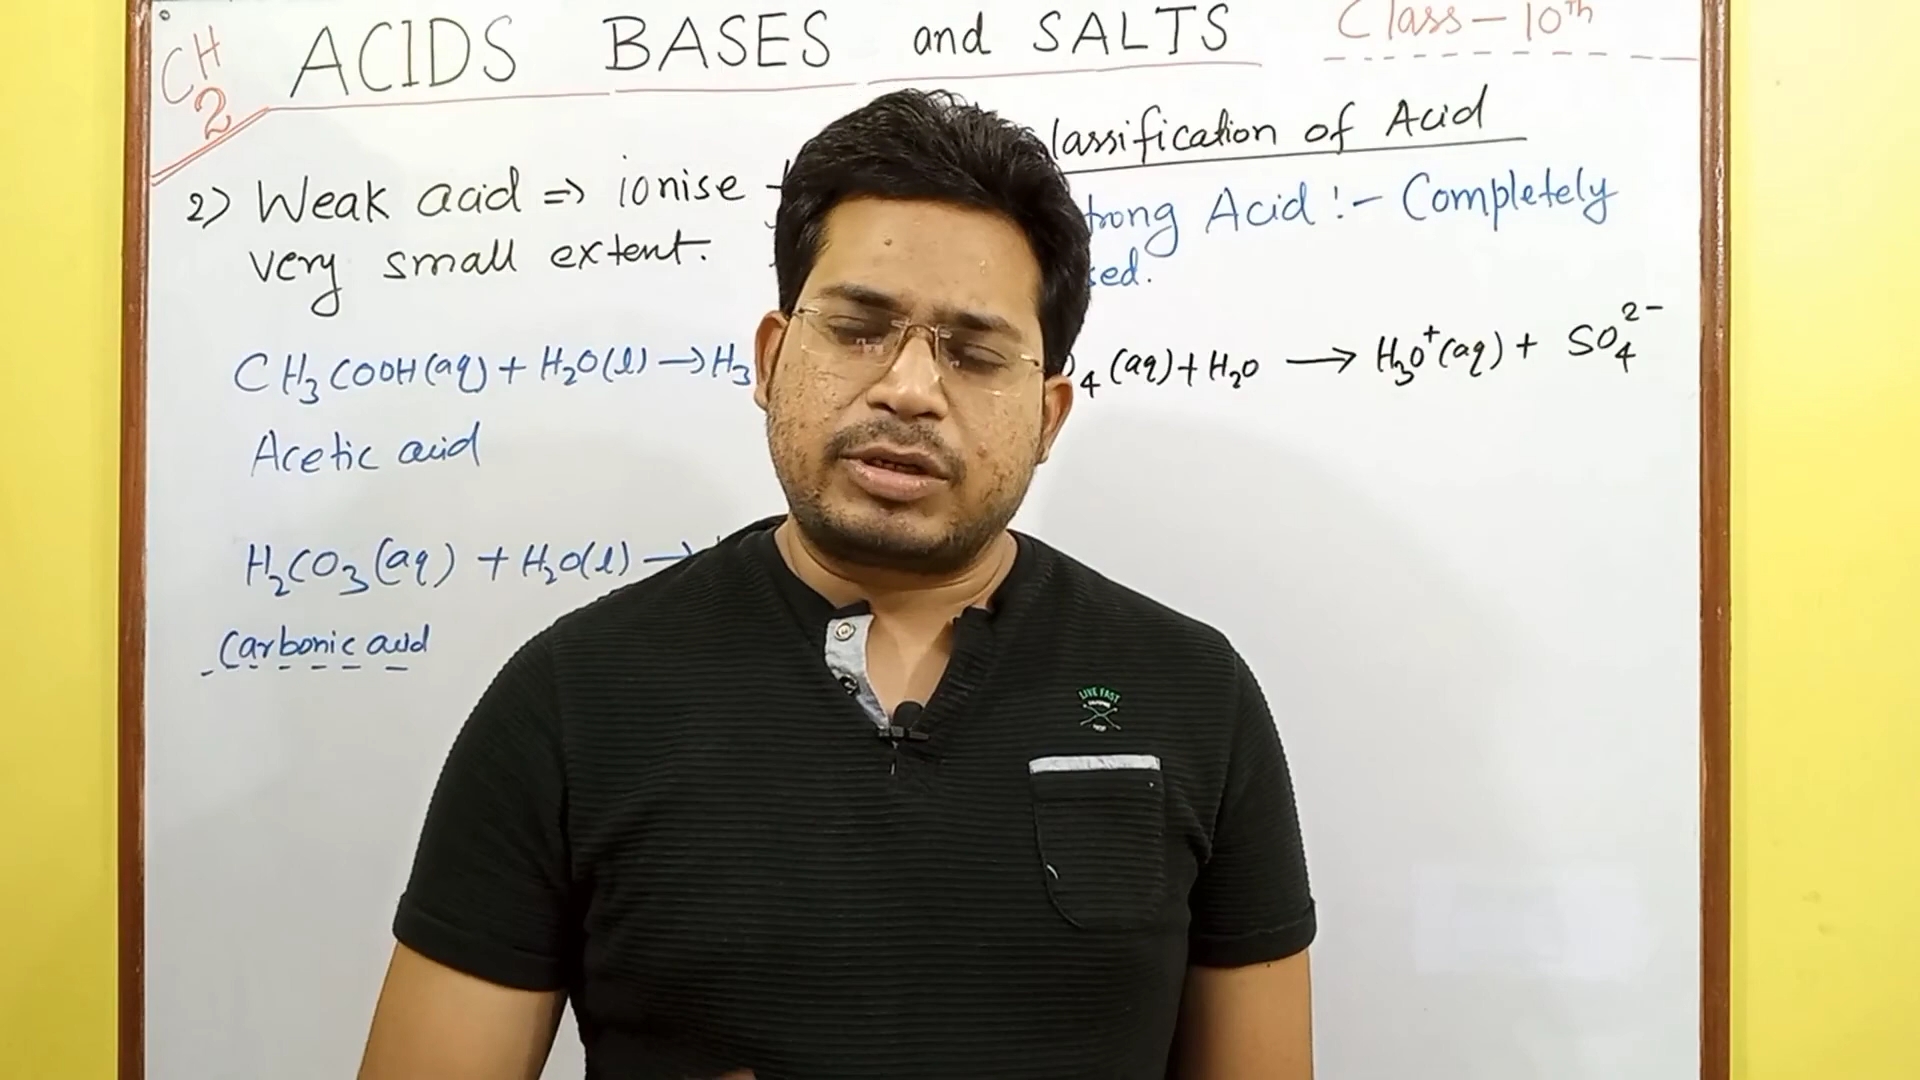 CH 2
ACIDS BASES and SALTS
Class-10th
lassification of Acid
2) Weak acid => ionise
very small extent.
CH3COOH(aq) + H2O(l) → H3
Acetic acid
H2CO3(aq) + H2O(l) →
Carbonic acid
trong Acid :- Completely
sed.
4 (aq) + H2O → H3O+(aq) + SO4 2-
LIVE FAST